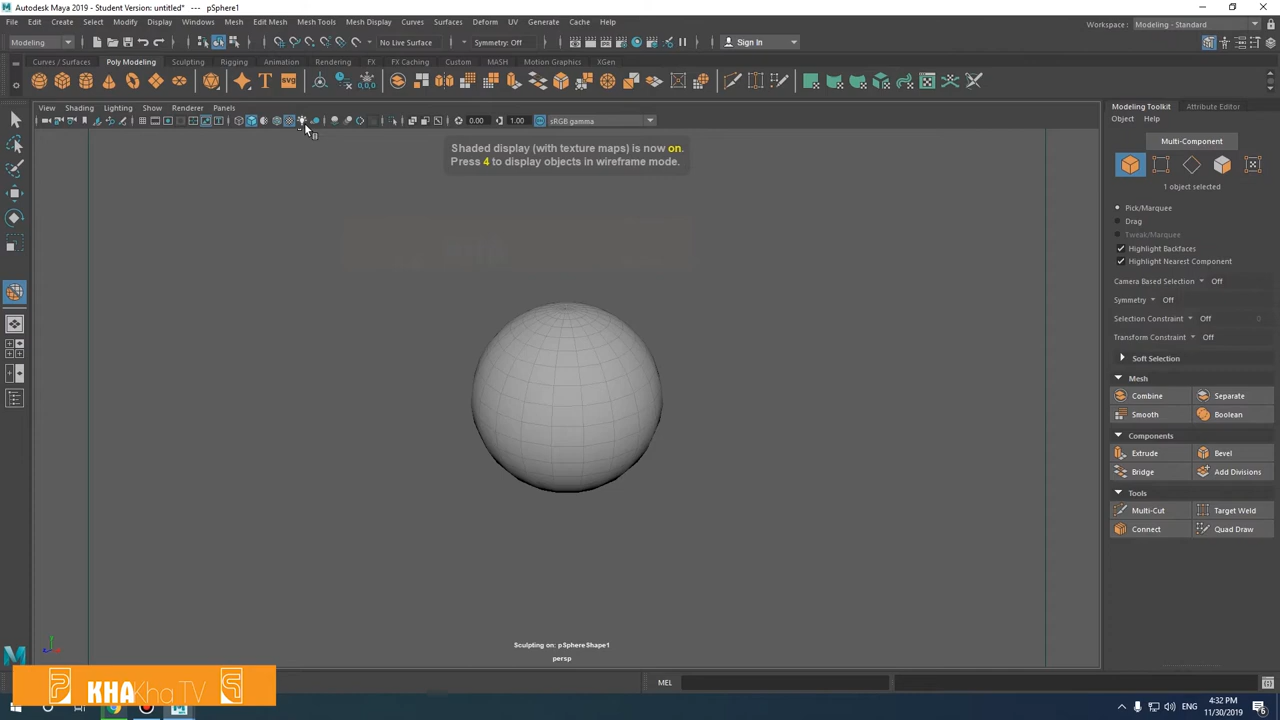 Autodesk Maya 2019 - Student Version: untitled* --- pSphere1
File Edit Create Select Modify Display Windows Mesh Edit Mesh Mesh Tools Mesh Display Curves Surfaces Deform UV Generate Cache Help
Workspace: Modeling - Standard
Modeling No Live Surface Symmetry: Off Sign In
Curves / Surfaces Poly Modeling Sculpting Rigging Animation Rendering FX FX Caching Custom MASH Motion Graphics XGen
T SVG 0,0,0
View Shading Lighting Show Renderer Panels
0.00 1.00 sRGB gamma
Shaded display (with texture maps) is now on.
Press 4 to display objects in wireframe mode.
Sculpting on: pSphereShape1
persp
Modeling Toolkit Attribute Editor
Object Help
Multi-Component
1 object selected
Pick/Marquee
Drag
Tweak/Marquee
Highlight Backfaces
Highlight Nearest Component
Camera Based Selection Off
Symmetry Off
Selection Constraint Off 0
Transform Constraint Off
Soft Selection
Mesh
Combine Separate
Smooth Boolean
Components
Extrude Bevel
Bridge Add Divisions
Tools
Multi-Cut Target Weld
Connect Quad Draw
MEL
KHAKhaTV
ENG 4:32 PM
11/30/2019